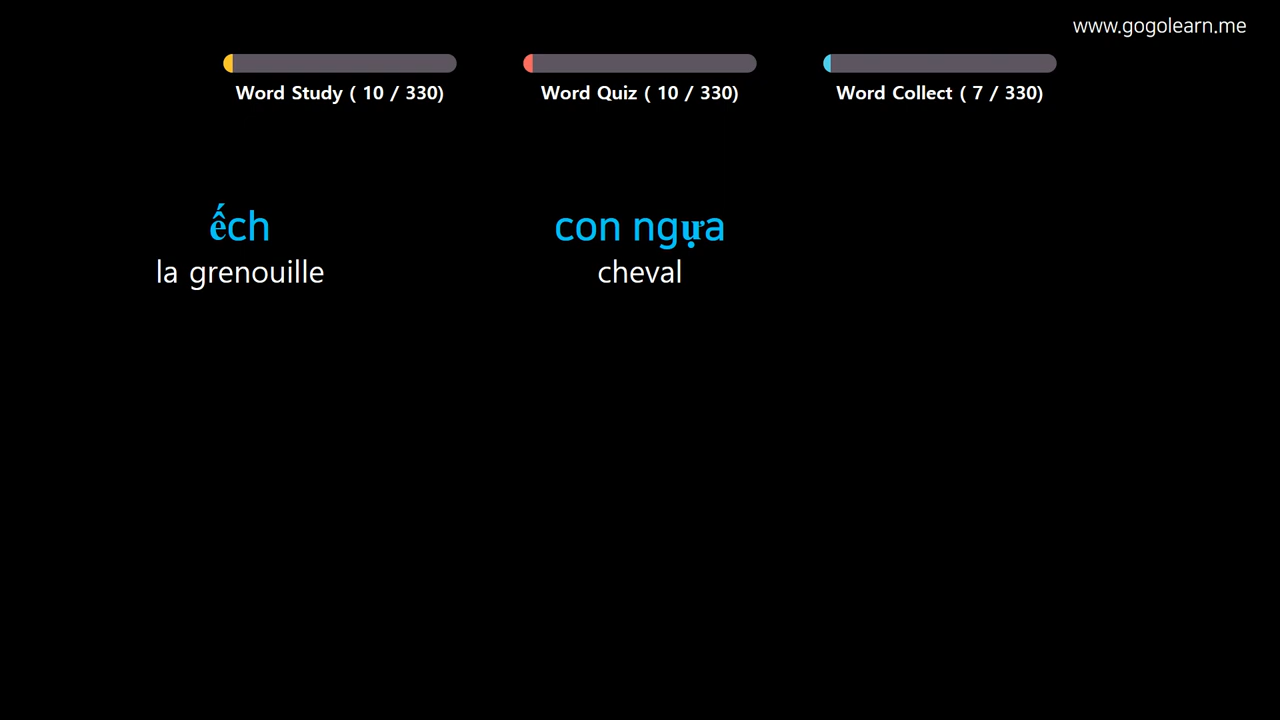 www.gogolearn.me
Word Study ( 10 / 330)
Word Quiz ( 10 / 330)
Word Collect ( 7 / 330)
ếch
la grenouille
con ngựa
cheval